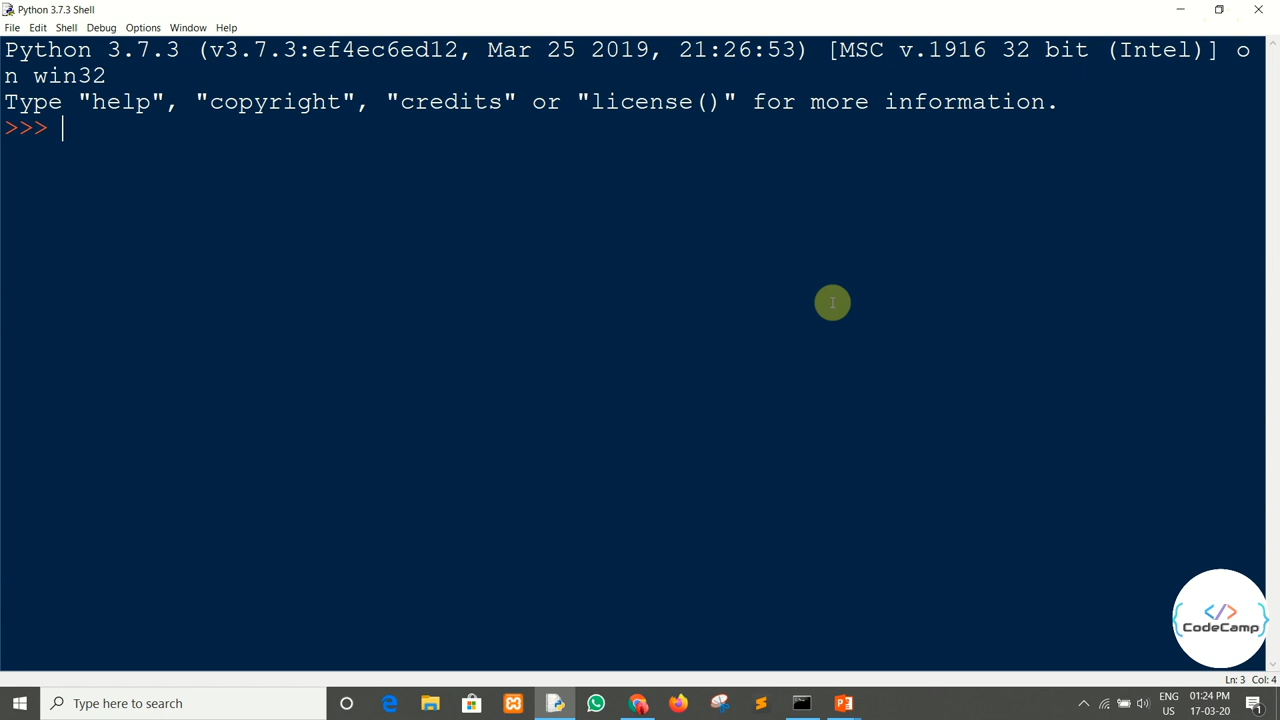 Python 3.7.3 Shell
File Edit Shell Debug Options Window Help
Python 3.7.3 (v3.7.3:ef4ec6ed12, Mar 25 2019, 21:26:53) [MSC v.1916 32 bit (Intel)] o
n win32
Type "help", "copyright", "credits" or "license()" for more information.
>>>
</> CodeCamp
Ln: 3 Col: 4
Type here to search
ENG
US
01:24 PM
17-03-20
1